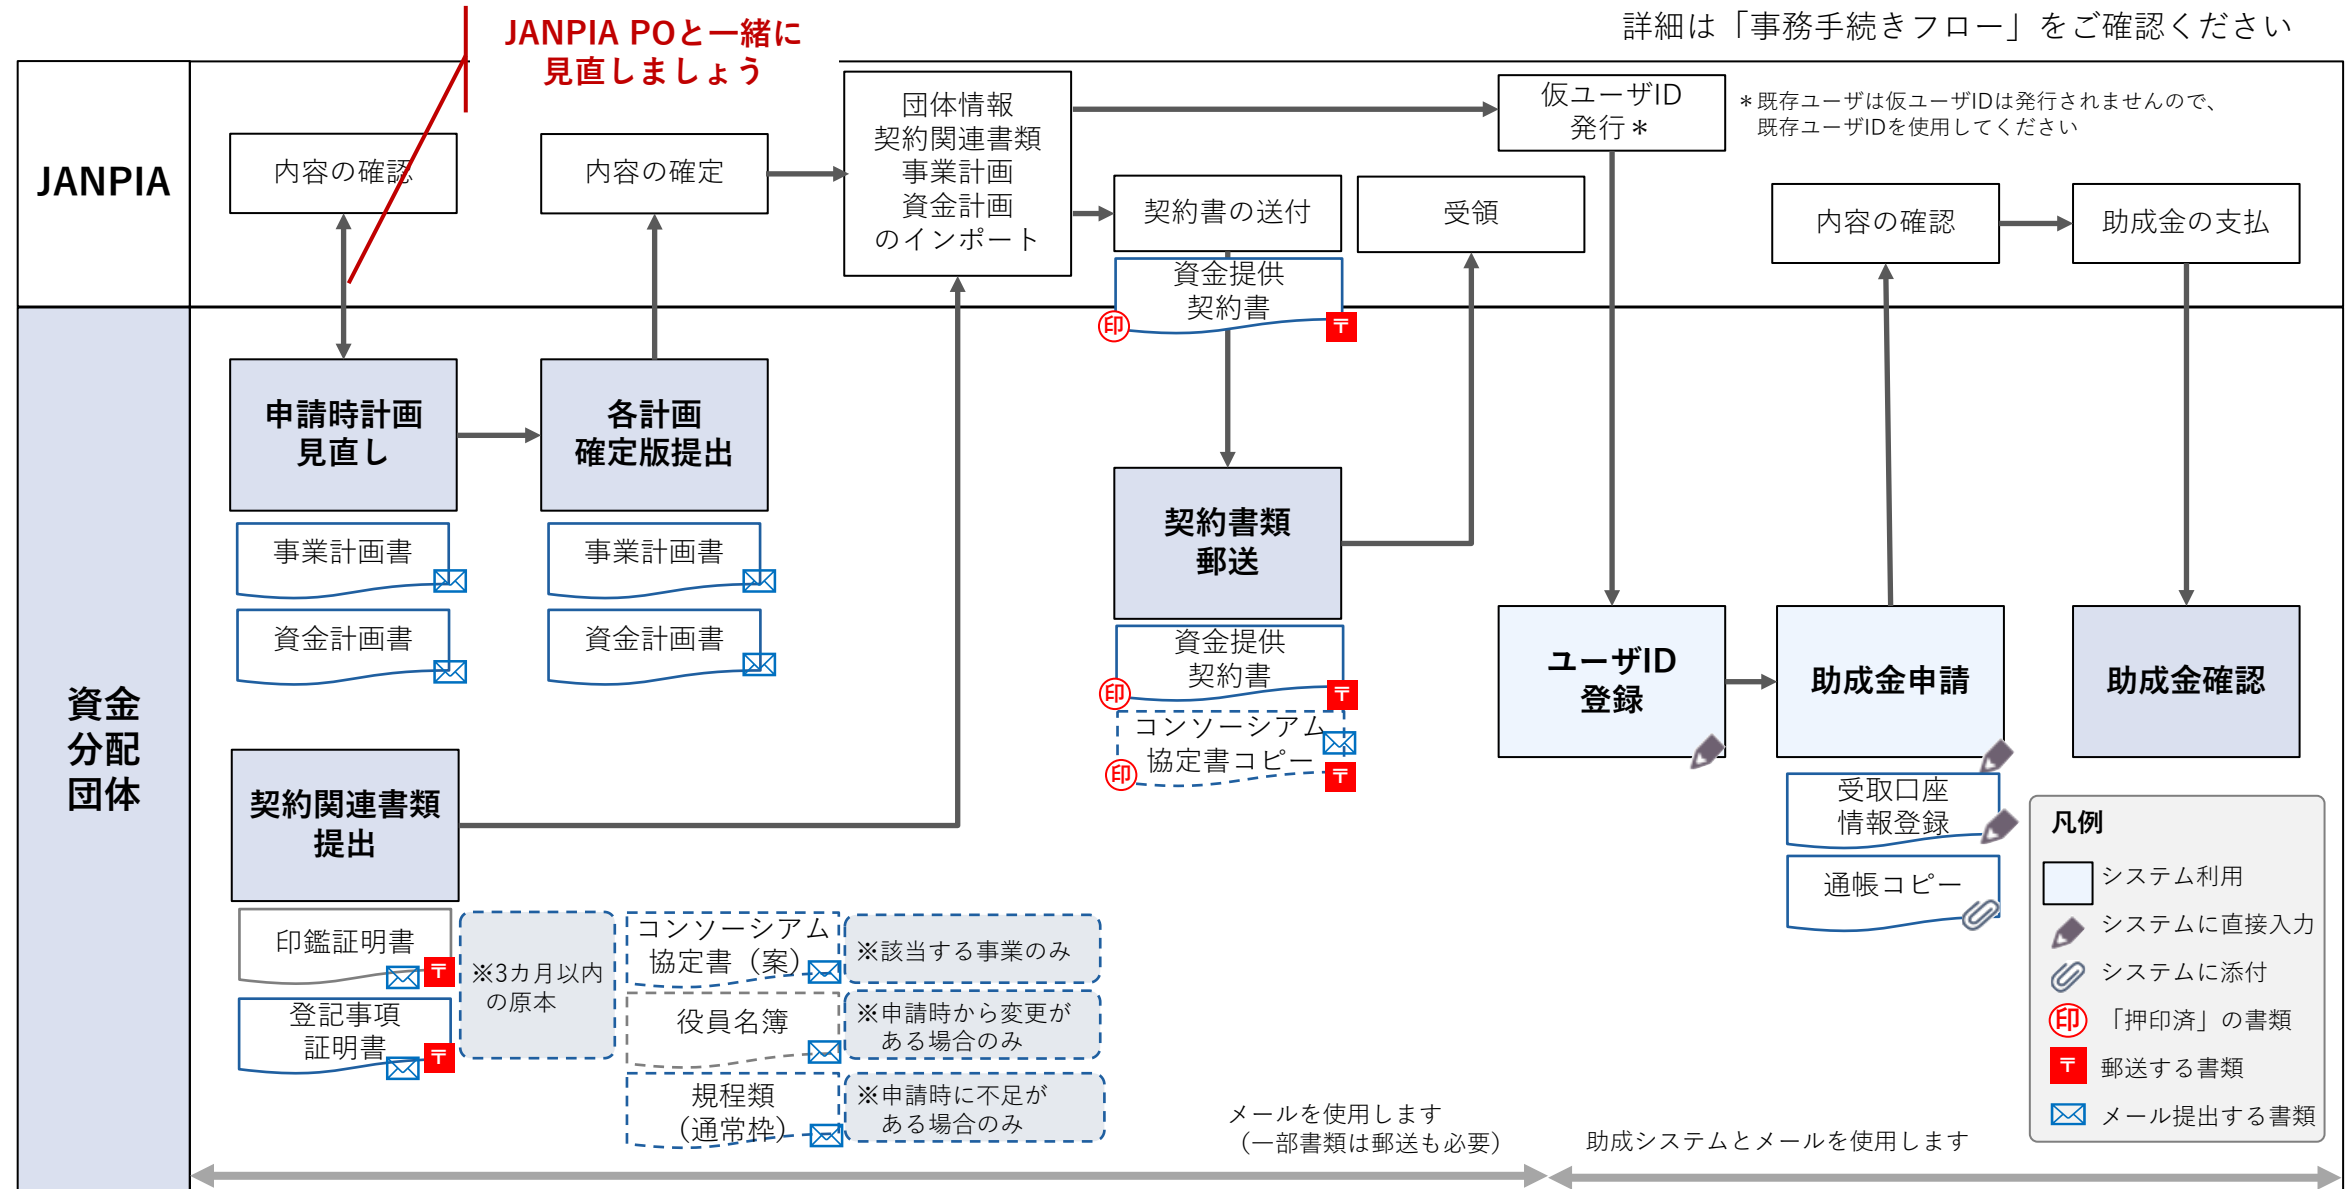 JANPIA POと一緒に
見直しましょう
詳細は「事務手続きフロー」をご確認ください
JANPIA
内容の確認
内容の確定
団体情報
契約関連書類
事業計画
資金計画
のインポート
仮ユーザID
発行＊
＊既存ユーザは仮ユーザIDは発行されませんので、
既存ユーザIDを使用してください
契約書の送付
受領
内容の確認
助成金の支払
資金提供
契約書
印
〒
資金
分配
団体
申請時計画
見直し
各計画
確定版提出
事業計画書
資金計画書
事業計画書
資金計画書
契約書類
郵送
資金提供
契約書
印
〒
コンソーシアム
協定書コピー
印
〒
ユーザID
登録
助成金申請
助成金確認
受取口座
情報登録
通帳コピー
契約関連書類
提出
印鑑証明書
〒
登記事項
証明書
〒
※3カ月以内
の原本
コンソーシアム
協定書（案）
※該当する事業のみ
役員名簿
※申請時から変更が
ある場合のみ
規程類
（通常枠）
※申請時に不足が
ある場合のみ
凡例
システム利用
システムに直接入力
システムに添付
印
「押印済」の書類
〒
郵送する書類
メール提出する書類
メールを使用します
（一部書類は郵送も必要）
助成システムとメールを使用します